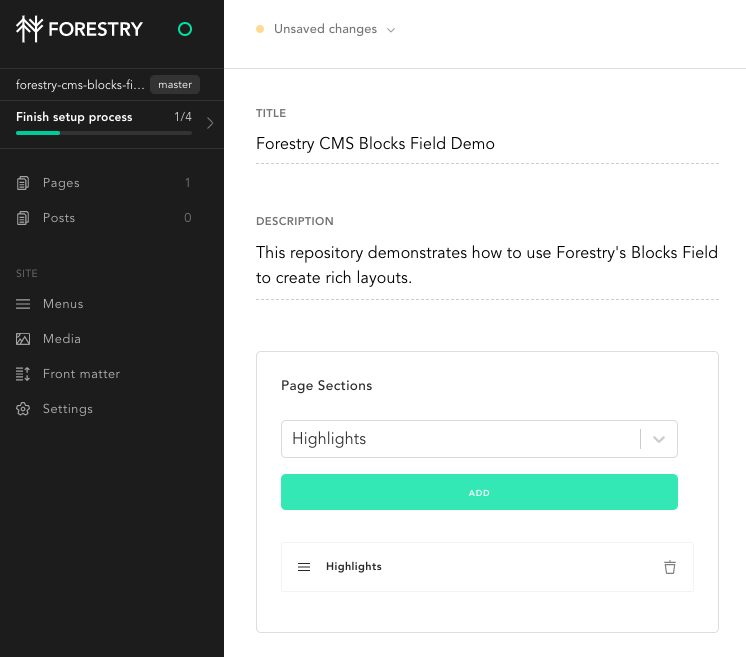 FORESTRY
forestry-cms-blocks-fi... master
Finish setup process 1/4
Pages 1
Posts 0
SITE
Menus
Media
Front matter
Settings
Unsaved changes
TITLE
Forestry CMS Blocks Field Demo
DESCRIPTION
This repository demonstrates how to use Forestry's Blocks Field
to create rich layouts.
Page Sections
Highlights
ADD
Highlights